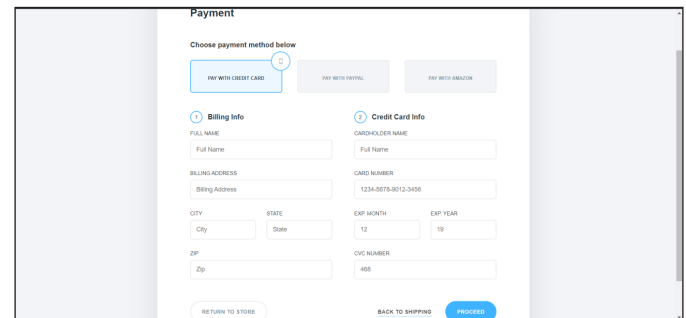 Payment
Choose payment method below
PAY WITH CREDIT CARD PAY WITH PAYPAL PAY WITH AMAZON
1 Billing Info
2 Credit Card Info
FULL NAME
CARDHOLDER NAME
Full Name
Full Name
BILLING ADDRESS
CARD NUMBER
Billing Address
1234-5678-9012-3456
CITY STATE
EXP. MONTH EXP. YEAR
City State
12 19
ZIP
CVC NUMBER
Zip
468
RETURN TO STORE
BACK TO SHIPPING PROCEED